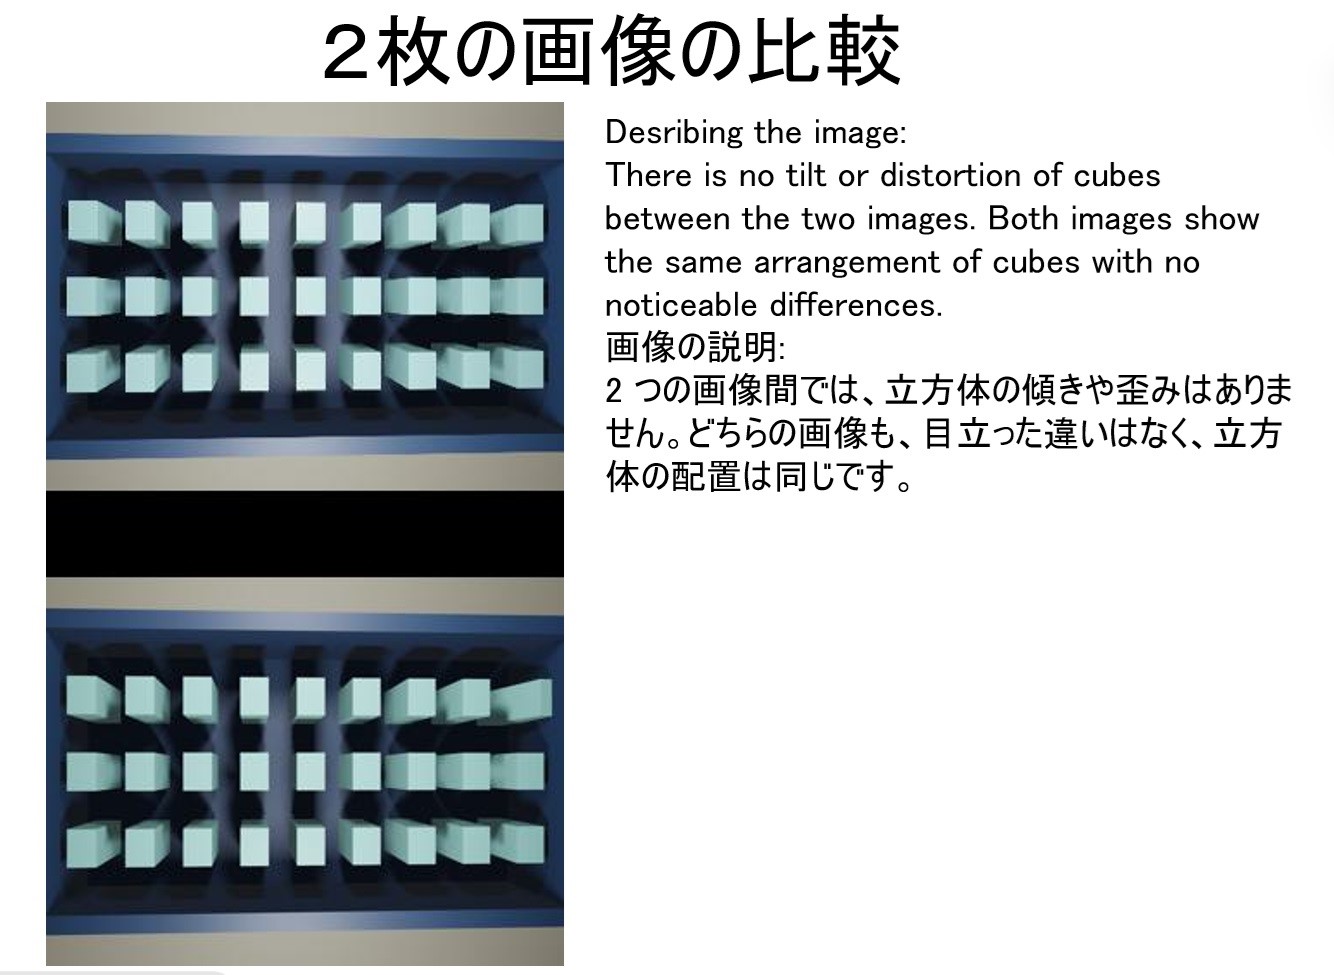 ２枚の画像の比較
Desribing the image:
There is no tilt or distortion of cubes
between the two images. Both images show
the same arrangement of cubes with no
noticeable differences.
画像の説明:
2 つの画像間では、立方体の傾きや歪みはありま
せん。どちらの画像も、目立った違いはなく、立方
体の配置は同じです。